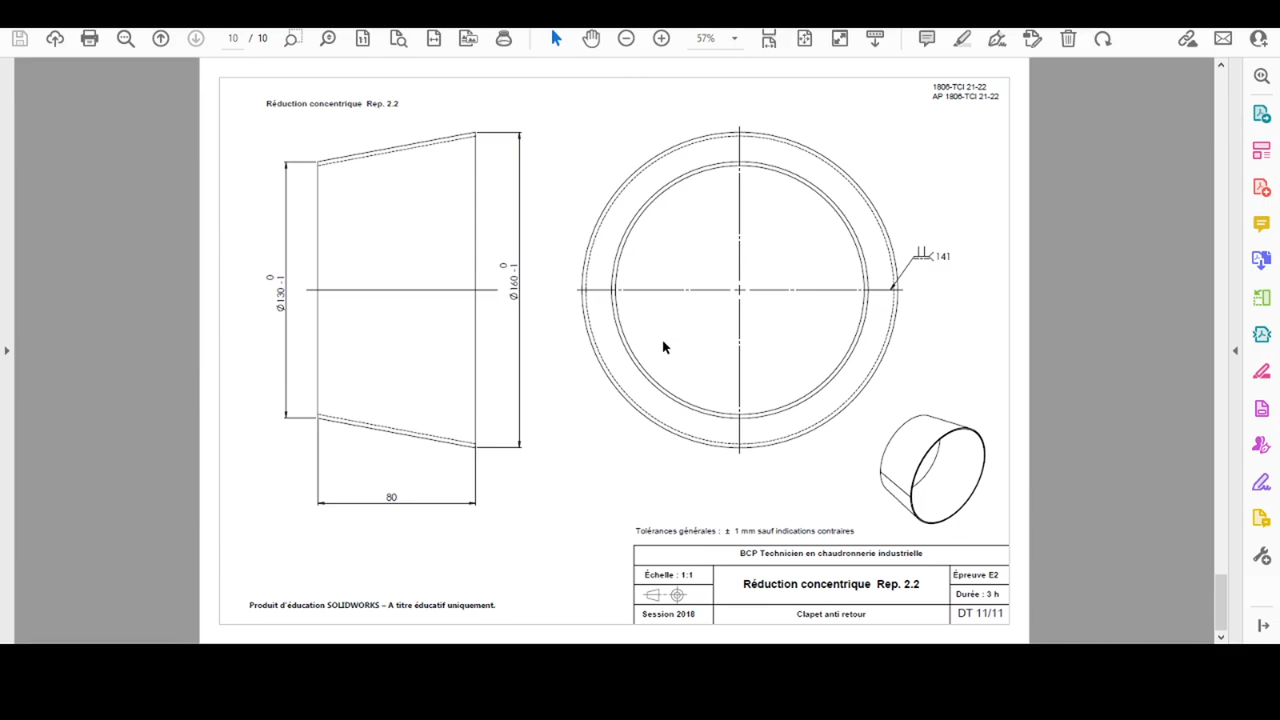 10 / 10
57%
1806-TCI 21-22
AP 1806-TCI 21-22
Réduction concentrique Rep. 2.2
0
Ø130 -1
0
Ø160 -1
141
80
Tolérances générales : ± 1 mm sauf indications contraires
BCP Technicien en chaudronnerie industrielle
Échelle : 1:1
Réduction concentrique Rep. 2.2
Épreuve E2
Durée : 3 h
Produit d'éducation SOLIDWORKS – A titre éducatif uniquement.
Session 2018
Clapet anti retour
DT 11/11